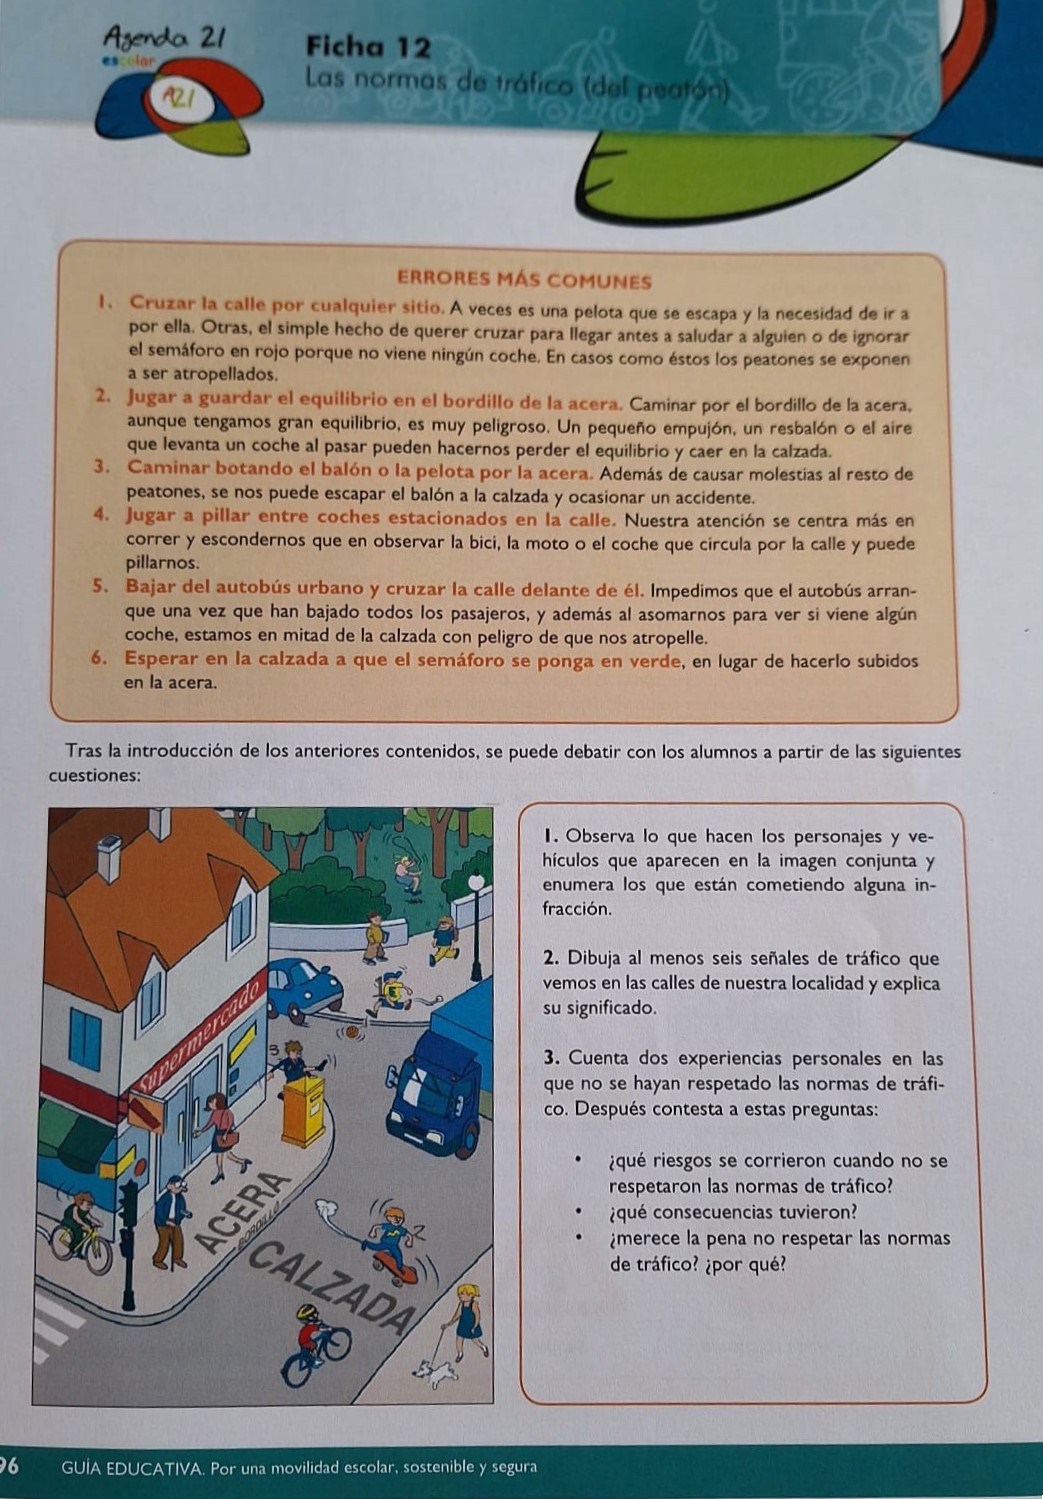 Agenda 21
escolar
A21
Ficha 12
Las normas de tráfico (del peatón)
ERRORES MÁS COMUNES
1. Cruzar la calle por cualquier sitio. A veces es una pelota que se escapa y la necesidad de ir a
por ella. Otras, el simple hecho de querer cruzar para llegar antes a saludar a alguien o de ignorar
el semáforo en rojo porque no viene ningún coche. En casos como éstos los peatones se exponen
a ser atropellados.
2. Jugar a guardar el equilibrio en el bordillo de la acera. Caminar por el bordillo de la acera,
aunque tengamos gran equilibrio, es muy peligroso. Un pequeño empujón, un resbalón o el aire
que levanta un coche al pasar pueden hacernos perder el equilibrio y caer en la calzada.
3. Caminar botando el balón o la pelota por la acera. Además de causar molestias al resto de
peatones, se nos puede escapar el balón a la calzada y ocasionar un accidente.
4. Jugar a pillar entre coches estacionados en la calle. Nuestra atención se centra más en
correr y escondernos que en observar la bici, la moto o el coche que circula por la calle y puede
pillarnos.
5. Bajar del autobús urbano y cruzar la calle delante de él. Impedimos que el autobús arran-
que una vez que han bajado todos los pasajeros, y además al asomarnos para ver si viene algún
coche, estamos en mitad de la calzada con peligro de que nos atropelle.
6. Esperar en la calzada a que el semáforo se ponga en verde, en lugar de hacerlo subidos
en la acera.
Tras la introducción de los anteriores contenidos, se puede debatir con los alumnos a partir de las siguientes
cuestiones:
Supermercado
ACERA
BORDILLO
CALZADA
1. Observa lo que hacen los personajes y ve-
hículos que aparecen en la imagen conjunta y
enumera los que están cometiendo alguna in-
fracción.
2. Dibuja al menos seis señales de tráfico que
vemos en las calles de nuestra localidad y explica
su significado.
3. Cuenta dos experiencias personales en las
que no se hayan respetado las normas de tráfi-
co. Después contesta a estas preguntas:
• ¿qué riesgos se corrieron cuando no se
respetaron las normas de tráfico?
• ¿qué consecuencias tuvieron?
• ¿merece la pena no respetar las normas
de tráfico? ¿por qué?
96 GUÍA EDUCATIVA. Por una movilidad escolar, sostenible y segura